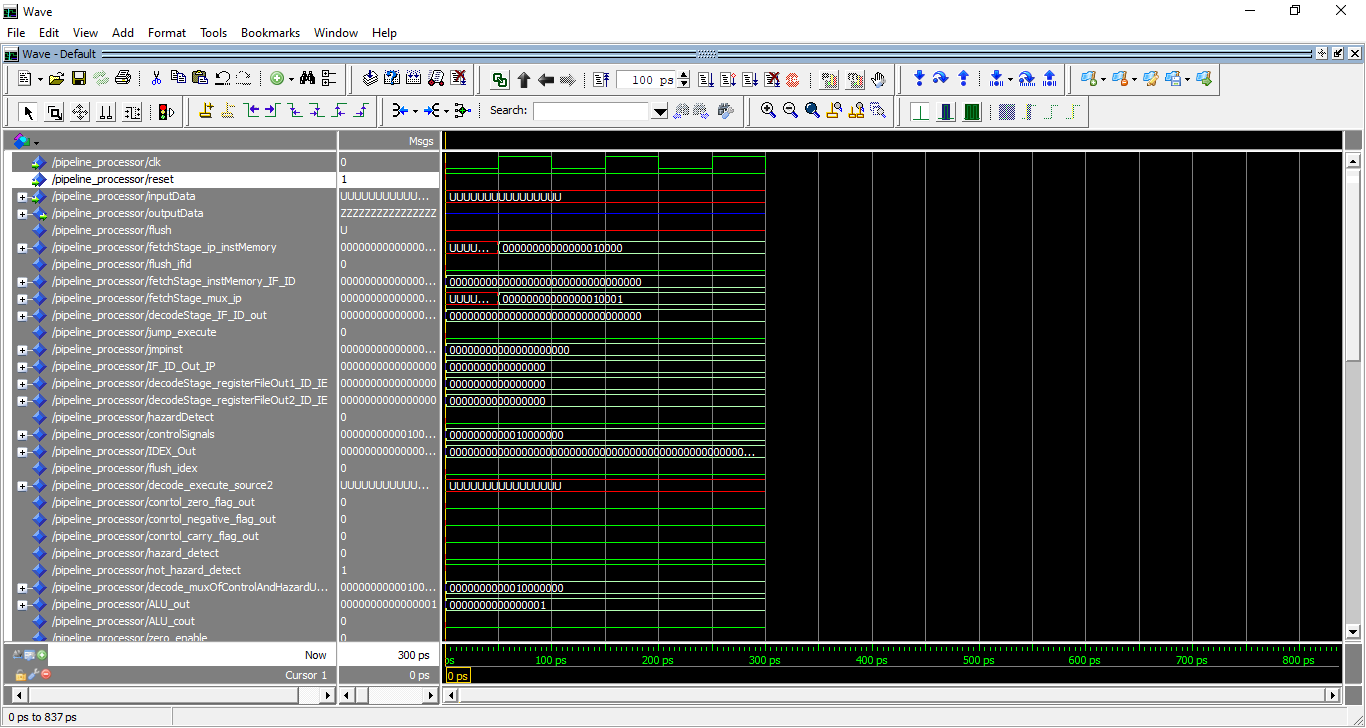 Wave
File Edit View Add Format Tools Bookmarks Window Help
Wave - Default
100 ps
Search:
Msgs
/pipeline_processor/clk 0
/pipeline_processor/reset 1
/pipeline_processor/inputData UUUUUUUUUUU... UUUUUUUUUUUUUUUU
/pipeline_processor/outputData ZZZZZZZZZZZZZZZZ
/pipeline_processor/flush U
/pipeline_processor/fetchStage_ip_instMemory 00000000000000... UUUU... 00000000000000010000
/pipeline_processor/flush_ifid 0
/pipeline_processor/fetchStage_instMemory_IF_ID 00000000000000... 00000000000000000000000000000000
/pipeline_processor/fetchStage_mux_ip 00000000000000... UUUU... 00000000000000010001
/pipeline_processor/decodeStage_IF_ID_out 00000000000000... 00000000000000000000000000000000
/pipeline_processor/jump_execute 0
/pipeline_processor/jmpinst 00000000000000... 00000000000000000000
/pipeline_processor/IF_ID_Out_IP 0000000000000000 0000000000000000
/pipeline_processor/decodeStage_registerFileOut1_ID_IE 0000000000000000 0000000000000000
/pipeline_processor/decodeStage_registerFileOut2_ID_IE 0000000000000000 0000000000000000
/pipeline_processor/hazardDetect 0
/pipeline_processor/controlSignals 00000000000100... 0000000000010000000
/pipeline_processor/IDEX_Out 00000000000000...
/pipeline_processor/flush_idex 0
/pipeline_processor/decode_execute_source2 UUUUUUUUUUU... UUUUUUUUUUUUUUUU
/pipeline_processor/conrtol_zero_flag_out 0
/pipeline_processor/conrtol_negative_flag_out 0
/pipeline_processor/conrtol_carry_flag_out 0
/pipeline_processor/hazard_detect 0
/pipeline_processor/not_hazard_detect 1
/pipeline_processor/decode_muxOfControlAndHazardU... 00000000000100... 0000000000010000000
/pipeline_processor/ALU_out 0000000000000001 0000000000000001
/pipeline_processor/ALU_cout 0
/pipeline_processor/zero_enable 0
Now 300 ps ps 100 ps 200 ps 300 ps 400 ps 500 ps 600 ps 700 ps 800 ps
Cursor 1 0 ps 0 ps
0 ps to 837 ps